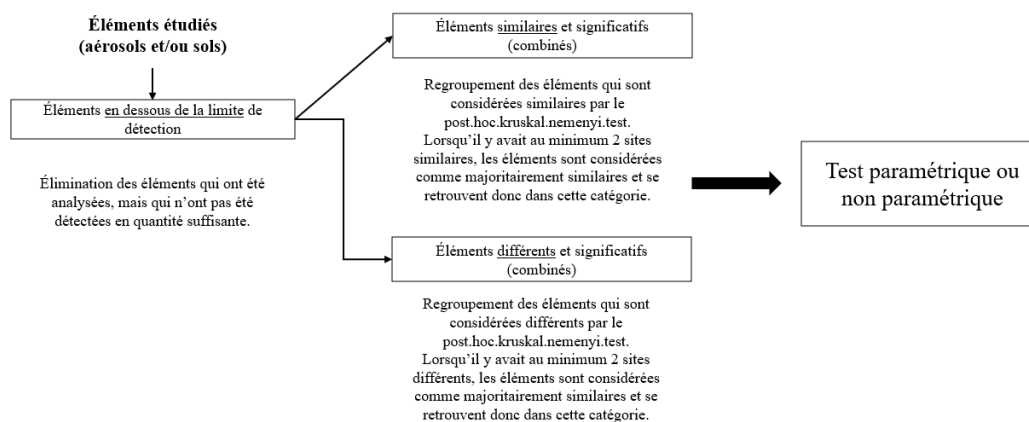 Éléments étudiés
(aérosols et/ou sols)
Éléments en dessous de la limite de
détection
Élimination des éléments qui ont été
analysées, mais qui n'ont pas été
détectées en quantité suffisante.
Éléments similaires et significatifs
(combinés)
Regroupement des éléments qui sont
considérées similaires par le
post.hoc.kruskal.nemenyi.test.
Lorsqu'il y avait au minimum 2 sites
similaires, les éléments sont considérées
comme majoritairement similaires et se
retrouvent donc dans cette catégorie.
Éléments différents et significatifs
(combinés)
Regroupement des éléments qui sont
considérées différents par le
post.hoc.kruskal.nemenyi.test.
Lorsqu'il y avait au minimum 2 sites
différents, les éléments sont considérées
comme majoritairement similaires et se
retrouvent donc dans cette catégorie.
Test paramétrique ou
non paramétrique